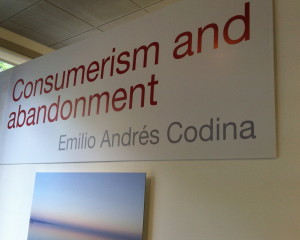 Consumerism and
abandonment
Emilio Andrés Codina